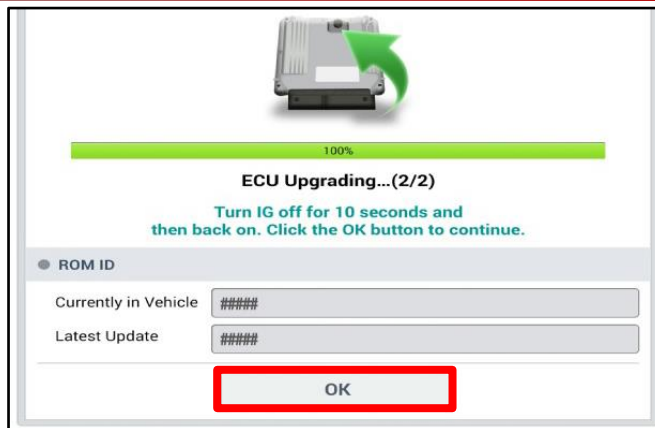 100%
ECU Upgrading...(2/2)
Turn IG off for 10 seconds and
then back on. Click the OK button to continue.
ROM ID
Currently in Vehicle #####
Latest Update #####
OK